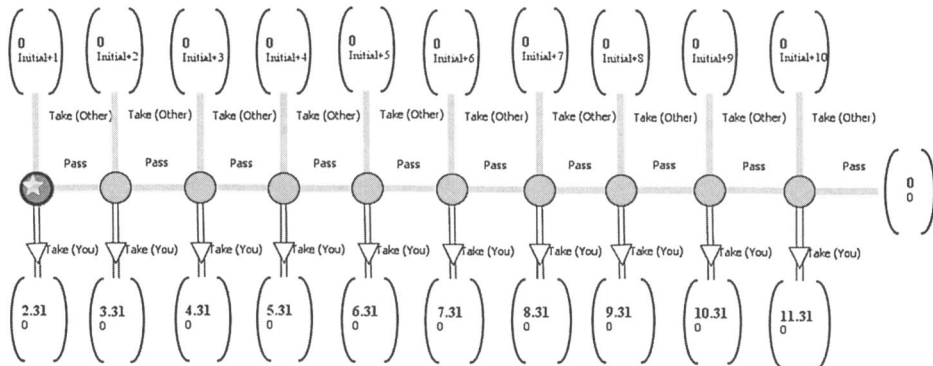 0 0 0 0 0 0 0 0 0 0
Initial+1 Initial+2 Initial+3 Initial+4 Initial+5 Initial+6 Initial+7 Initial+8 Initial+9 Initial+10
Take (Other) Take (Other) Take (Other) Take (Other) Take (Other) Take (Other) Take (Other) Take (Other) Take (Other) Take (Other)
Pass Pass Pass Pass Pass Pass Pass Pass Pass Pass
0
0
Take (You) Take (You) Take (You) Take (You) Take (You) Take (You) Take (You) Take (You) Take (You) Take (You)
2.31 3.31 4.31 5.31 6.31 7.31 8.31 9.31 10.31 11.31
0 0 0 0 0 0 0 0 0 0